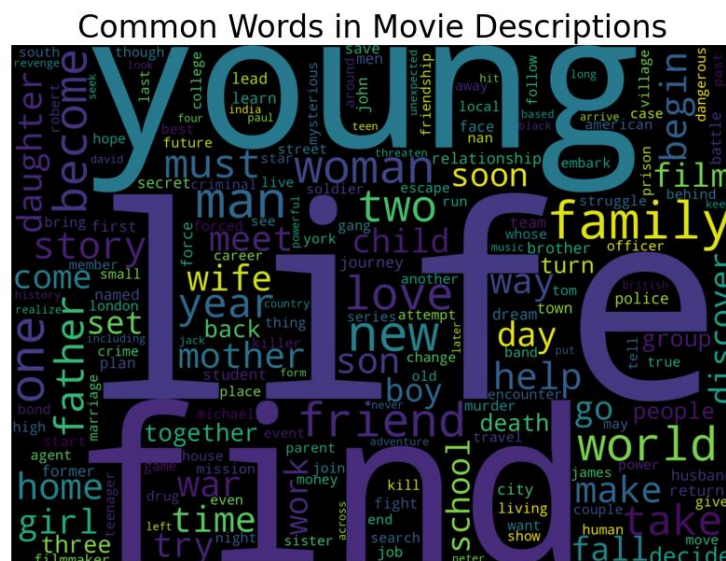 Common Words in Movie Descriptions
south though save men around hit long young
revenge look last college lead learn john mysterious unexpected friendship away local follow village dangerous past
seek four india paul best future teen face nan based black arrive american case battle
robert hope david star street threaten relationship embark begin
daughter become secret must criminal live soldier woman escape run soon prison film behind keep
man two struggle whose family
bring first forced see powerful york gang child team music brother officer
story meet force career journey another way turn discover
come member small wife love tom british police
history named country series attempt dream town
realize london year thing new day group
one father set including back jack killer change later band put tell true
crime mother son help
plan student form old boy encounter life
bond marriage place
high michael never friend murder death go may people
start together event parent adventure travel world
agent house find
former game mission join work kill school city james power husband
home war money make couple return
teenager drug even fight living human take give
girl time left night across end want show
three try sister search job peter fall decide move
filmmaker